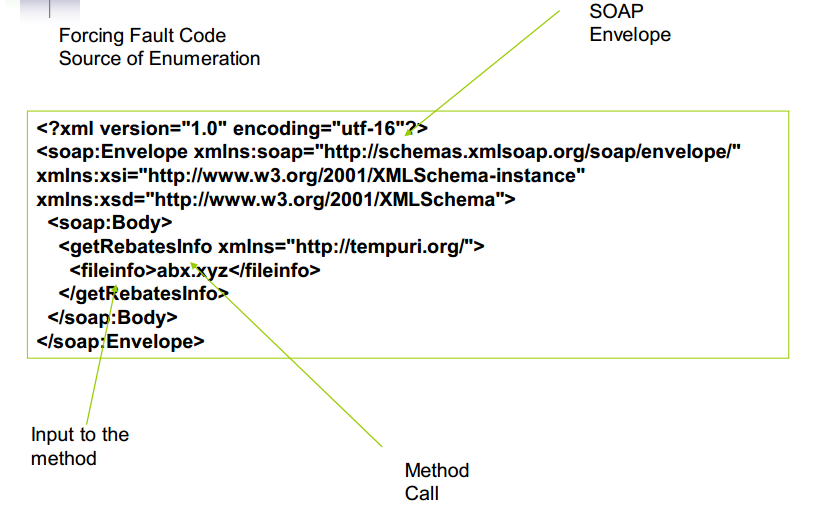 Forcing Fault Code
Source of Enumeration
SOAP
Envelope
<?xml version="1.0" encoding="utf-16"?>
<soap:Envelope xmlns:soap="http://schemas.xmlsoap.org/soap/envelope/"
xmlns:xsi="http://www.w3.org/2001/XMLSchema-instance"
xmlns:xsd="http://www.w3.org/2001/XMLSchema">
<soap:Body>
<getRebatesInfo xmlns="http://tempuri.org/">
<fileinfo>abx.xyz</fileinfo>
</getRebatesInfo>
</soap:Body>
</soap:Envelope>
Input to the
method
Method
Call